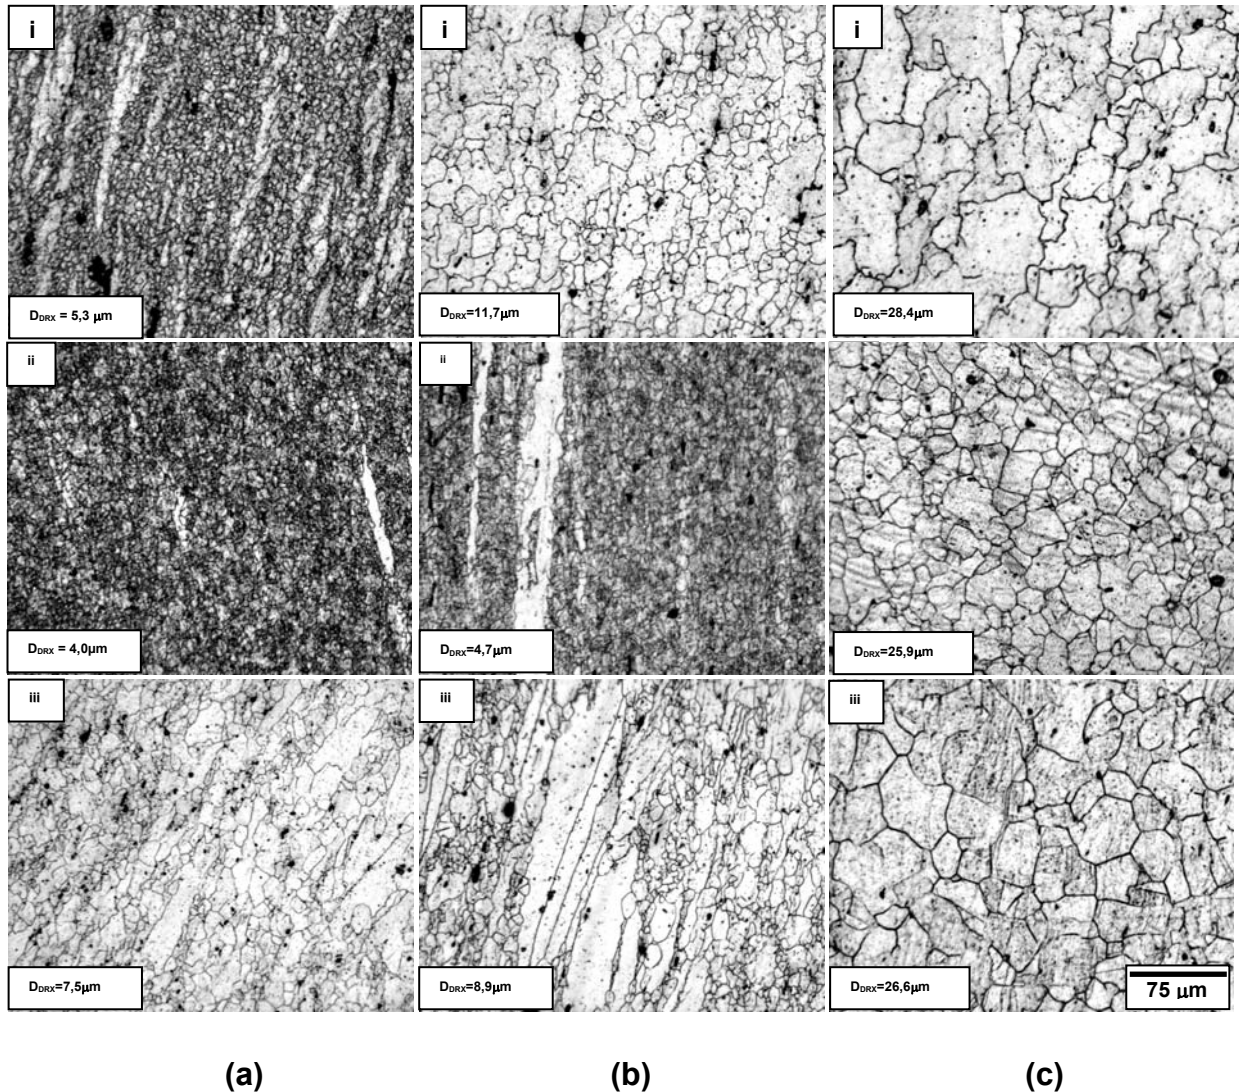 i
i
i
D_DRX = 5,3 µm
D_DRX=11,7µm
D_DRX=28,4µm
ii
ii
D_DRX = 4,0µm
D_DRX=4,7µm
D_DRX=25,9µm
iii
iii
iii
D_DRX=7,5µm
D_DRX=8,9µm
D_DRX=26,6µm
75 µm
(a)
(b)
(c)